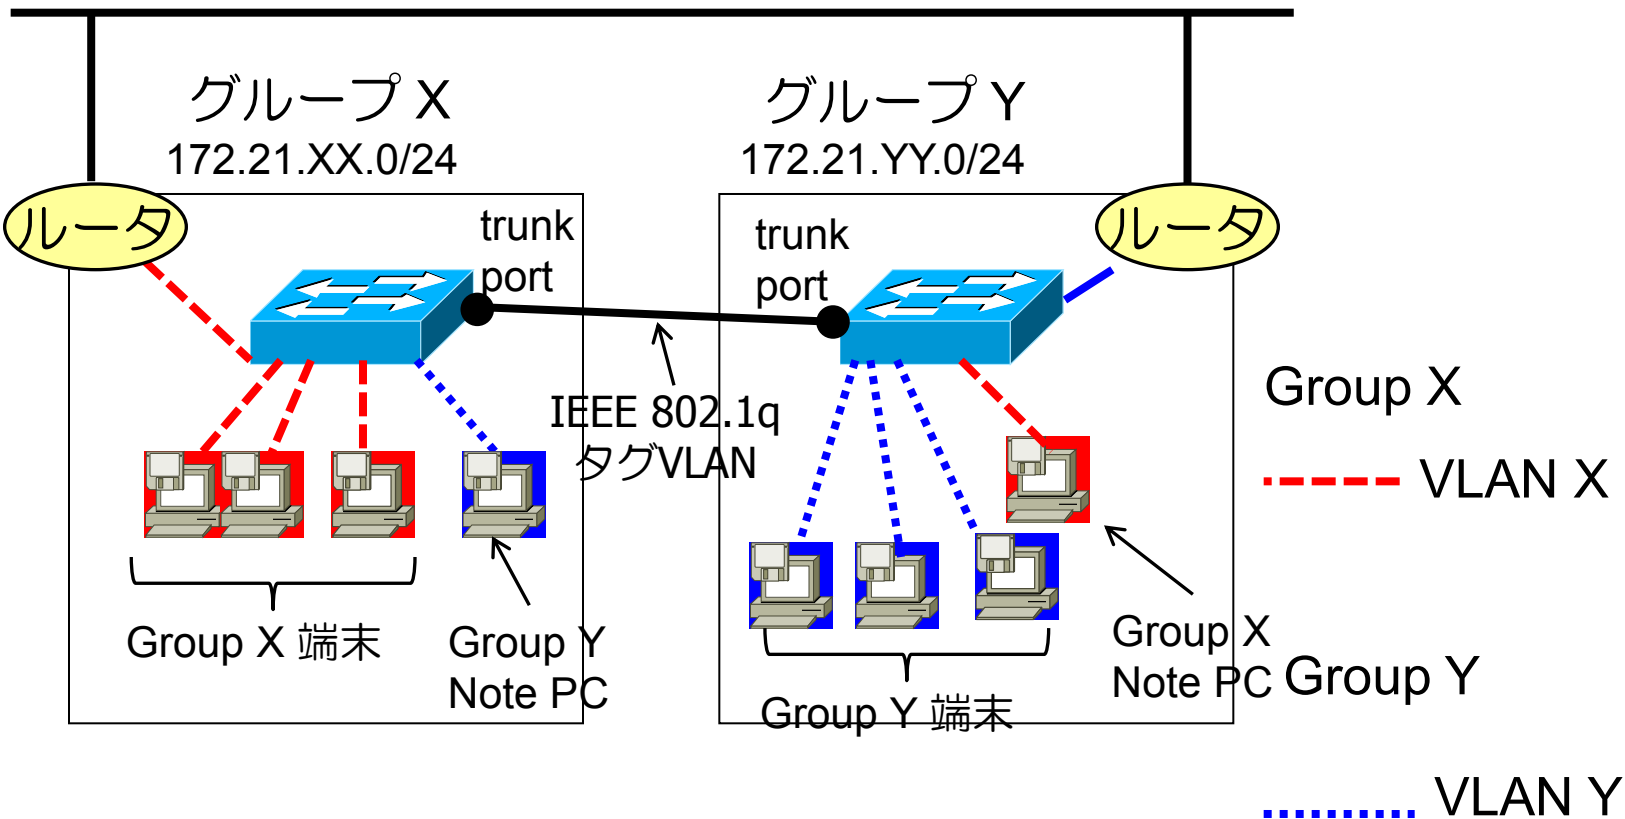 グループ X
172.21.XX.0/24
グループ Y
172.21.YY.0/24
ルータ
trunk
port
trunk
port
ルータ
IEEE 802.1q
タグVLAN
Group X 端末
Group Y
Note PC
Group Y 端末
Group X
Note PC
Group X
VLAN X
Group Y
VLAN Y